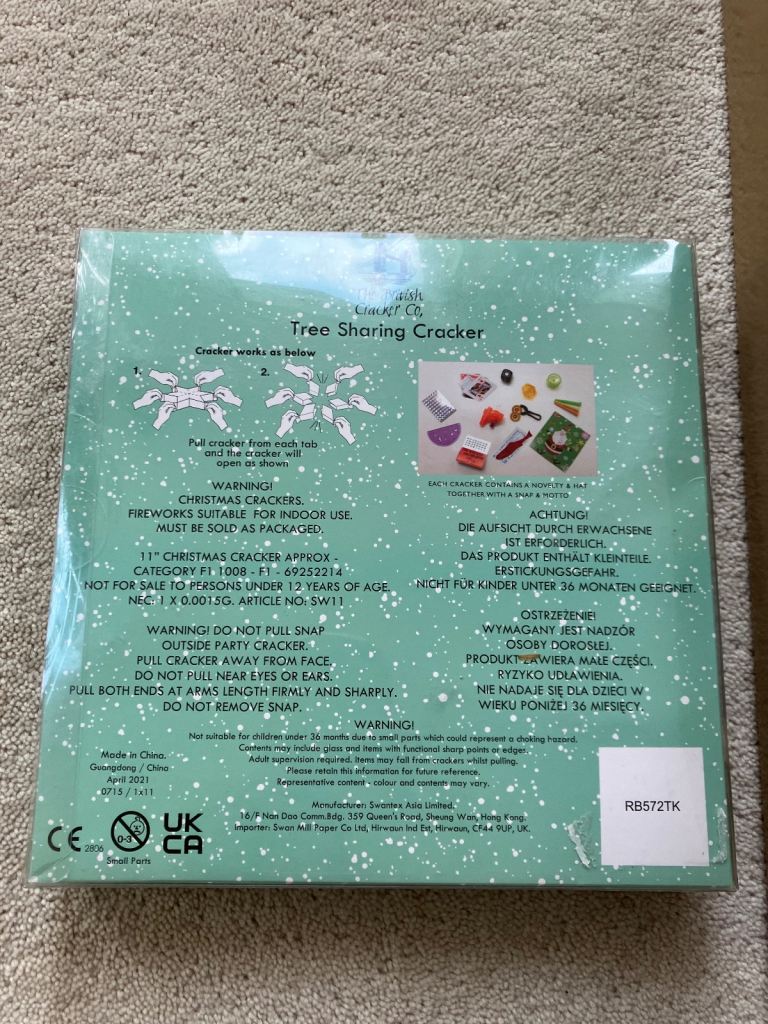 The British
Cracker Co,
Tree Sharing Cracker
Cracker works as below
1.
2.
Pull cracker from each tab
and the cracker will
open as shown
EACH CRACKER CONTAINS A NOVELTY & HAT
TOGETHER WITH A SNAP & MOTTO
WARNING!
CHRISTMAS CRACKERS.
FIREWORKS SUITABLE FOR INDOOR USE.
MUST BE SOLD AS PACKAGED.
11" CHRISTMAS CRACKER APPROX -
CATEGORY F1 1008 - F1 - 69252214
NOT FOR SALE TO PERSONS UNDER 12 YEARS OF AGE.
NEC: 1 X 0.0015G. ARTICLE NO: SW11
WARNING! DO NOT PULL SNAP
OUTSIDE PARTY CRACKER.
PULL CRACKER AWAY FROM FACE.
DO NOT PULL NEAR EYES OR EARS.
PULL BOTH ENDS AT ARMS LENGTH FIRMLY AND SHARPLY.
DO NOT REMOVE SNAP.
ACHTUNG!
DIE AUFSICHT DURCH ERWACHSENE
IST ERFORDERLICH.
DAS PRODUKT ENTHÄLT KLEINTEILE.
ERSTICKUNGSGEFAHR.
NICHT FÜR KINDER UNTER 36 MONATEN GEEIGNET.
OSTRZEŻENIE!
WYMAGANY JEST NADZÓR
OSOBY DOROSŁEJ.
PRODUKT ZAWIERA MAŁE CZĘŚCI.
RYZYKO UDŁAWIENIA.
NIE NADAJE SIĘ DLA DZIECI W
WIEKU PONIŻEJ 36 MIESIĘCY.
WARNING!
Not suitable for children under 36 months due to small parts which could represent a choking hazard.
Contents may include glass and items with functional sharp points or edges.
Adult supervision required. Items may fall from crackers whilst pulling.
Please retain this information for future reference.
Representative content - colour and contents may vary.
Made in China.
Guangdong / China
April 2021
0715 / 1x11
Manufacturer: Swantex Asia Limited.
16/F Nan Dao Comm.Bdg. 359 Queen's Road, Sheung Wan, Hong Kong.
Importer: Swan Mill Paper Co Ltd, Hirwaun Ind Est, Hirwaun, CF44 9UP, UK.
CE 2806
0-3
Small Parts
UK
CA
RB572TK